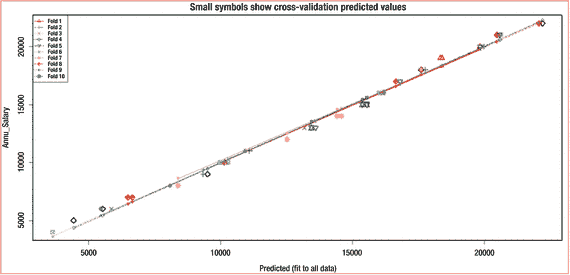 Small symbols show cross-validation predicted values
Fold 1
Fold 2
Fold 3
Fold 4
Fold 5
Fold 6
Fold 7
Fold 8
Fold 9
Fold 10
Annu_Salary
20000
15000
10000
5000
5000
10000
15000
20000
Predicted (fit to all data)